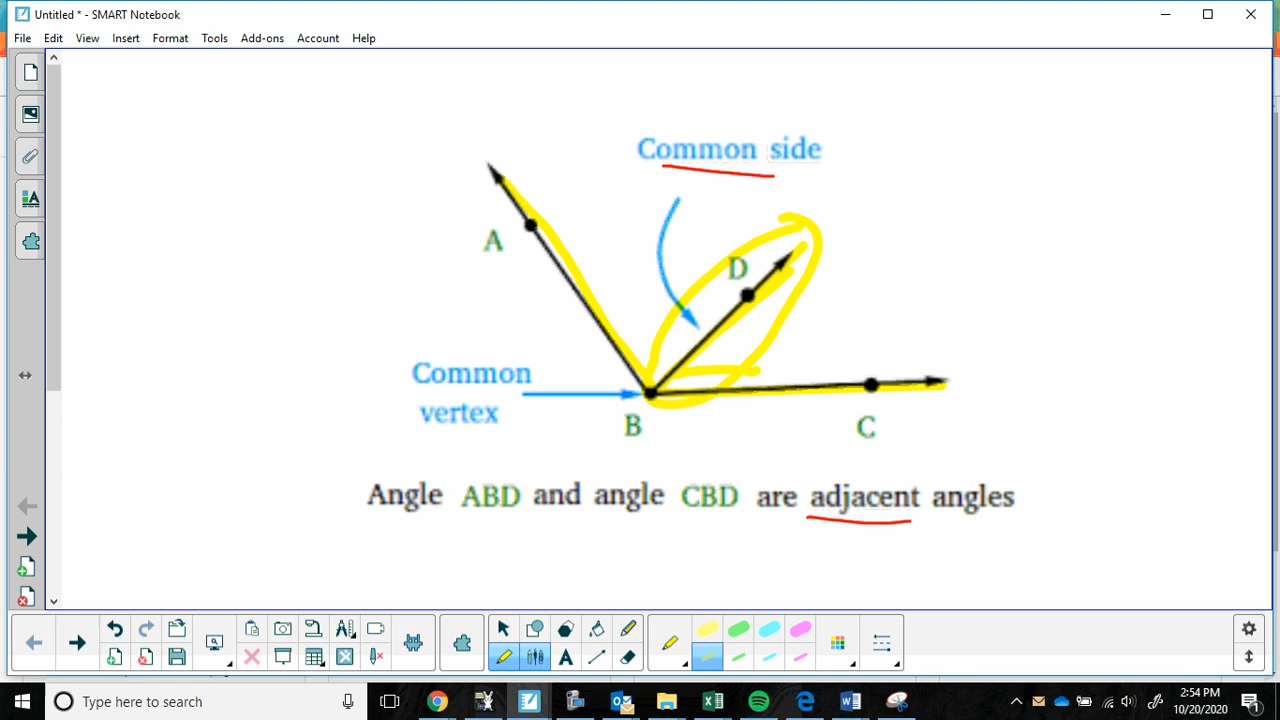 Untitled * - SMART Notebook
File Edit View Insert Format Tools Add-ons Account Help
Common side
A
D
Common
vertex
B
C
Angle ABD and angle CBD are adjacent angles
Type here to search
2:54 PM
10/20/2020